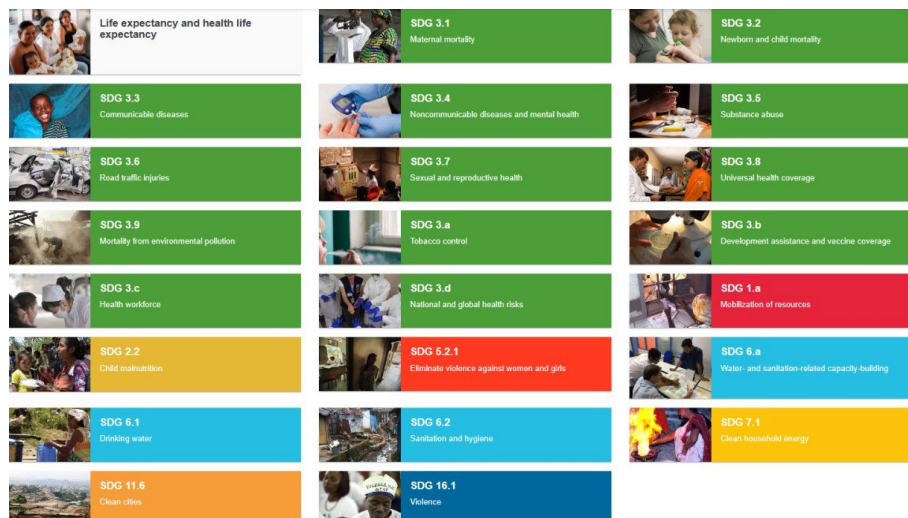 Life expectancy and health life
expectancy
SDG 3.1
Maternal mortality
SDG 3.2
Newborn and child mortality
SDG 3.3
Communicable diseases
SDG 3.4
Noncommunicable diseases and mental health
SDG 3.5
Substance abuse
SDG 3.6
Road traffic injuries
SDG 3.7
Sexual and reproductive health
SDG 3.8
Universal health coverage
SDG 3.9
Mortality from environmental pollution
SDG 3.a
Tobacco control
SDG 3.b
Development assistance and vaccine coverage
SDG 3.c
Health workforce
SDG 3.d
National and global health risks
SDG 1.a
Mobilization of resources
SDG 2.2
Child malnutrition
SDG 5.2.1
Eliminate violence against women and girls
SDG 6.a
Water- and sanitation-related capacity-building
SDG 6.1
Drinking water
SDG 6.2
Sanitation and hygiene
SDG 7.1
Clean household energy
SDG 11.6
Clean cities
SDG 16.1
Violence